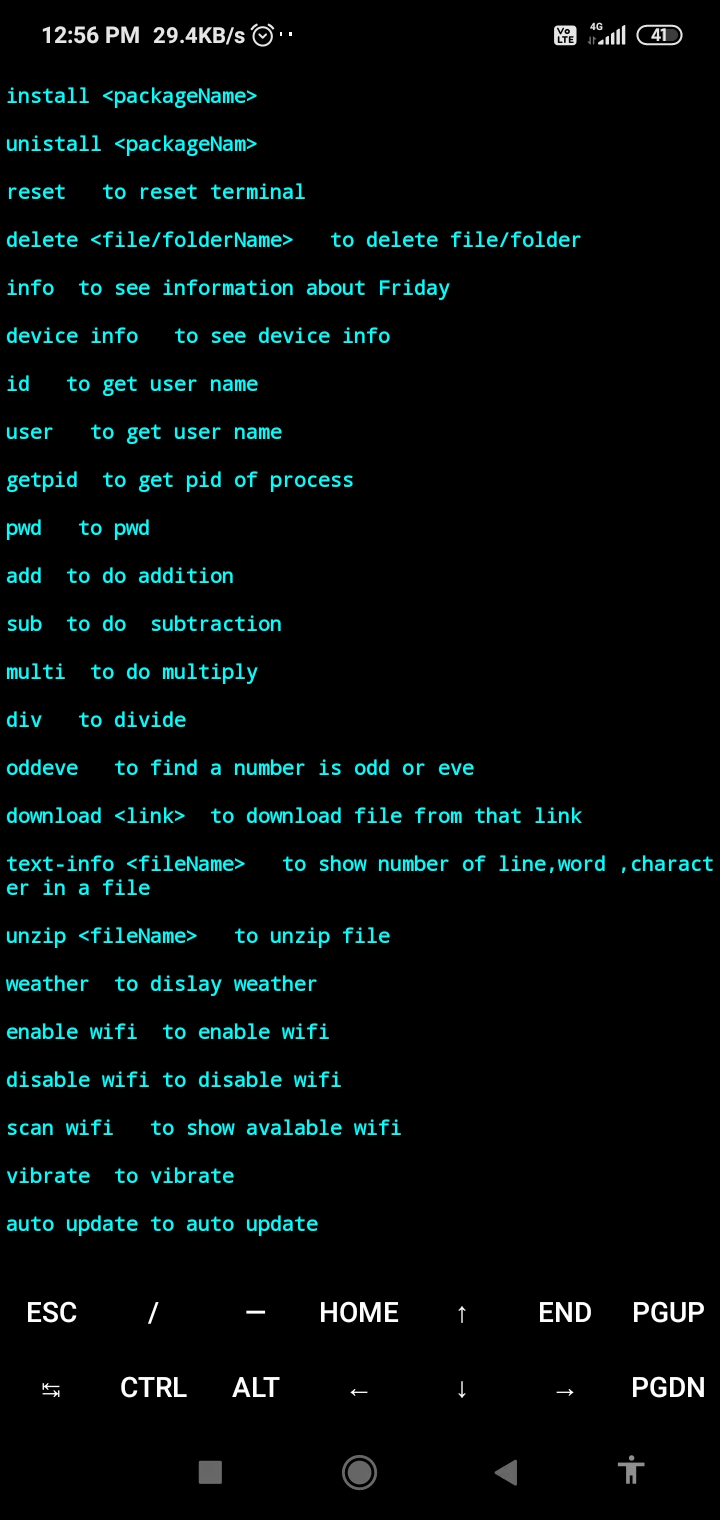 12:56 PM 29.4KB/s
Vo LTE 4G 41
install <packageName>
unistall <packageNam>
reset   to reset terminal
delete <file/folderName>   to delete file/folder
info  to see information about Friday
device info   to see device info
id   to get user name
user   to get user name
getpid  to get pid of process
pwd   to pwd
add  to do addition
sub  to do  subtraction
multi  to do multiply
div   to divide
oddeve   to find a number is odd or eve
download <link>  to download file from that link
text-info <fileName>   to show number of line,word ,charact
er in a file
unzip <fileName>   to unzip file
weather  to dislay weather
enable wifi  to enable wifi
disable wifi to disable wifi
scan wifi   to show avalable wifi
vibrate  to vibrate
auto update to auto update
ESC / — HOME ↑ END PGUP
↹ CTRL ALT ← ↓ → PGDN